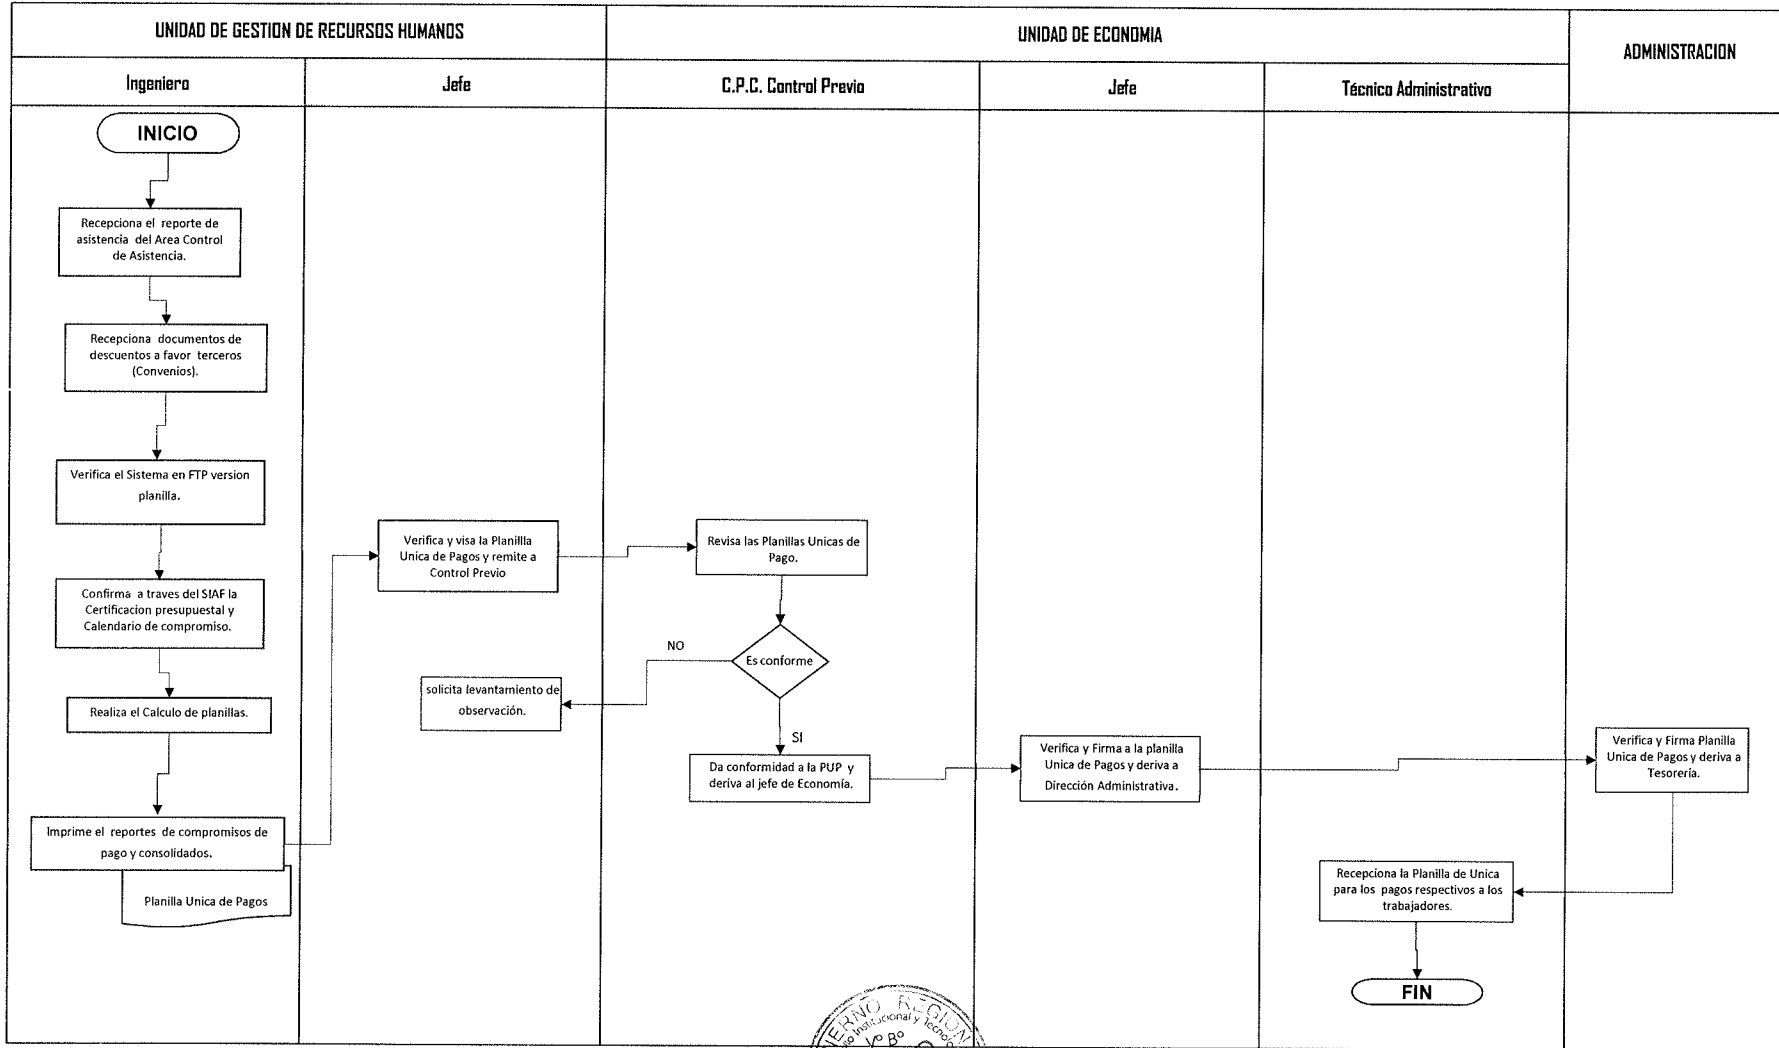 UNIDAD DE GESTION DE RECURSOS HUMANOS
UNIDAD DE ECONOMIA
ADMINISTRACION
Ingeniero
Jefe
C.P.C. Control Previo
Jefe
Técnico Administrativo
INICIO
Recepciona el reporte de
asistencia del Area Control
de Asistencia.
Recepciona documentos de
descuentos a favor terceros
(Convenios).
Verifica el Sistema en FTP version
planilla.
Confirma a traves del SIAF la
Certificacion presupuestal y
Calendario de compromiso.
Realiza el Calculo de planillas.
Imprime el reportes de compromisos de
pago y consolidados.
Planilla Unica de Pagos
Verifica y visa la Planillla
Unica de Pagos y remite a
Control Previo
Revisa las Planillas Unicas de
Pago.
Es conforme
NO
solicita levantamiento de
observación.
SI
Da conformidad a la PUP y
deriva al jefe de Economía.
Verifica y Firma a la planilla
Unica de Pagos y deriva a
Dirección Administrativa.
Verifica y Firma Planilla
Unica de Pagos y deriva a
Tesorería.
Recepciona la Planilla de Unica
para los pagos respectivos a los
trabajadores.
FIN
Institucional y
V° B°